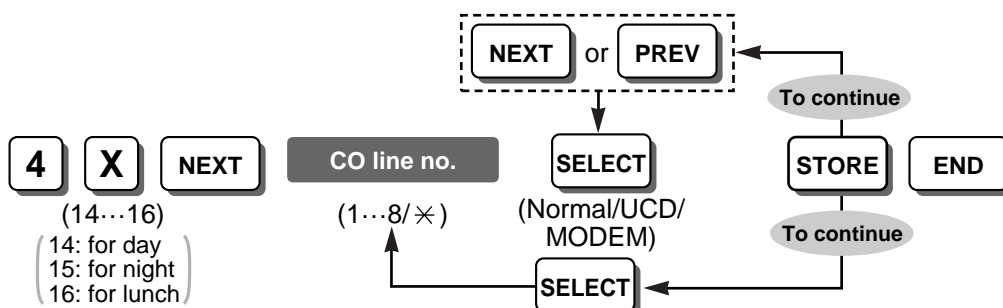 NEXT or PREV
To continue
4 X NEXT CO line no. SELECT STORE END
(14···16)
14: for day
15: for night
16: for lunch
(1···8/✳)
(Normal/UCD/
MODEM)
To continue
SELECT